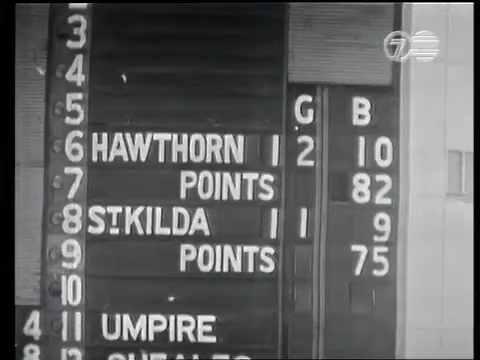 7
3
4
5 G B
6 HAWTHORN 12 10
7 POINTS 82
8 ST KILDA 11 9
9 POINTS 75
10
4 11 UMPIRE